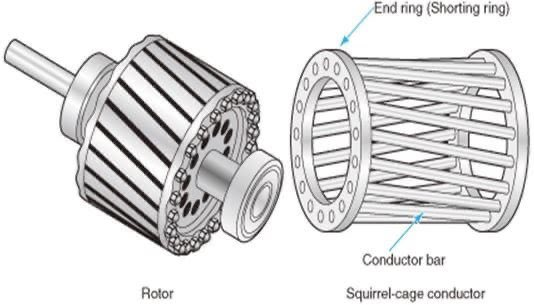 End ring (Shorting ring)
Conductor bar
Rotor
Squirrel-cage conductor